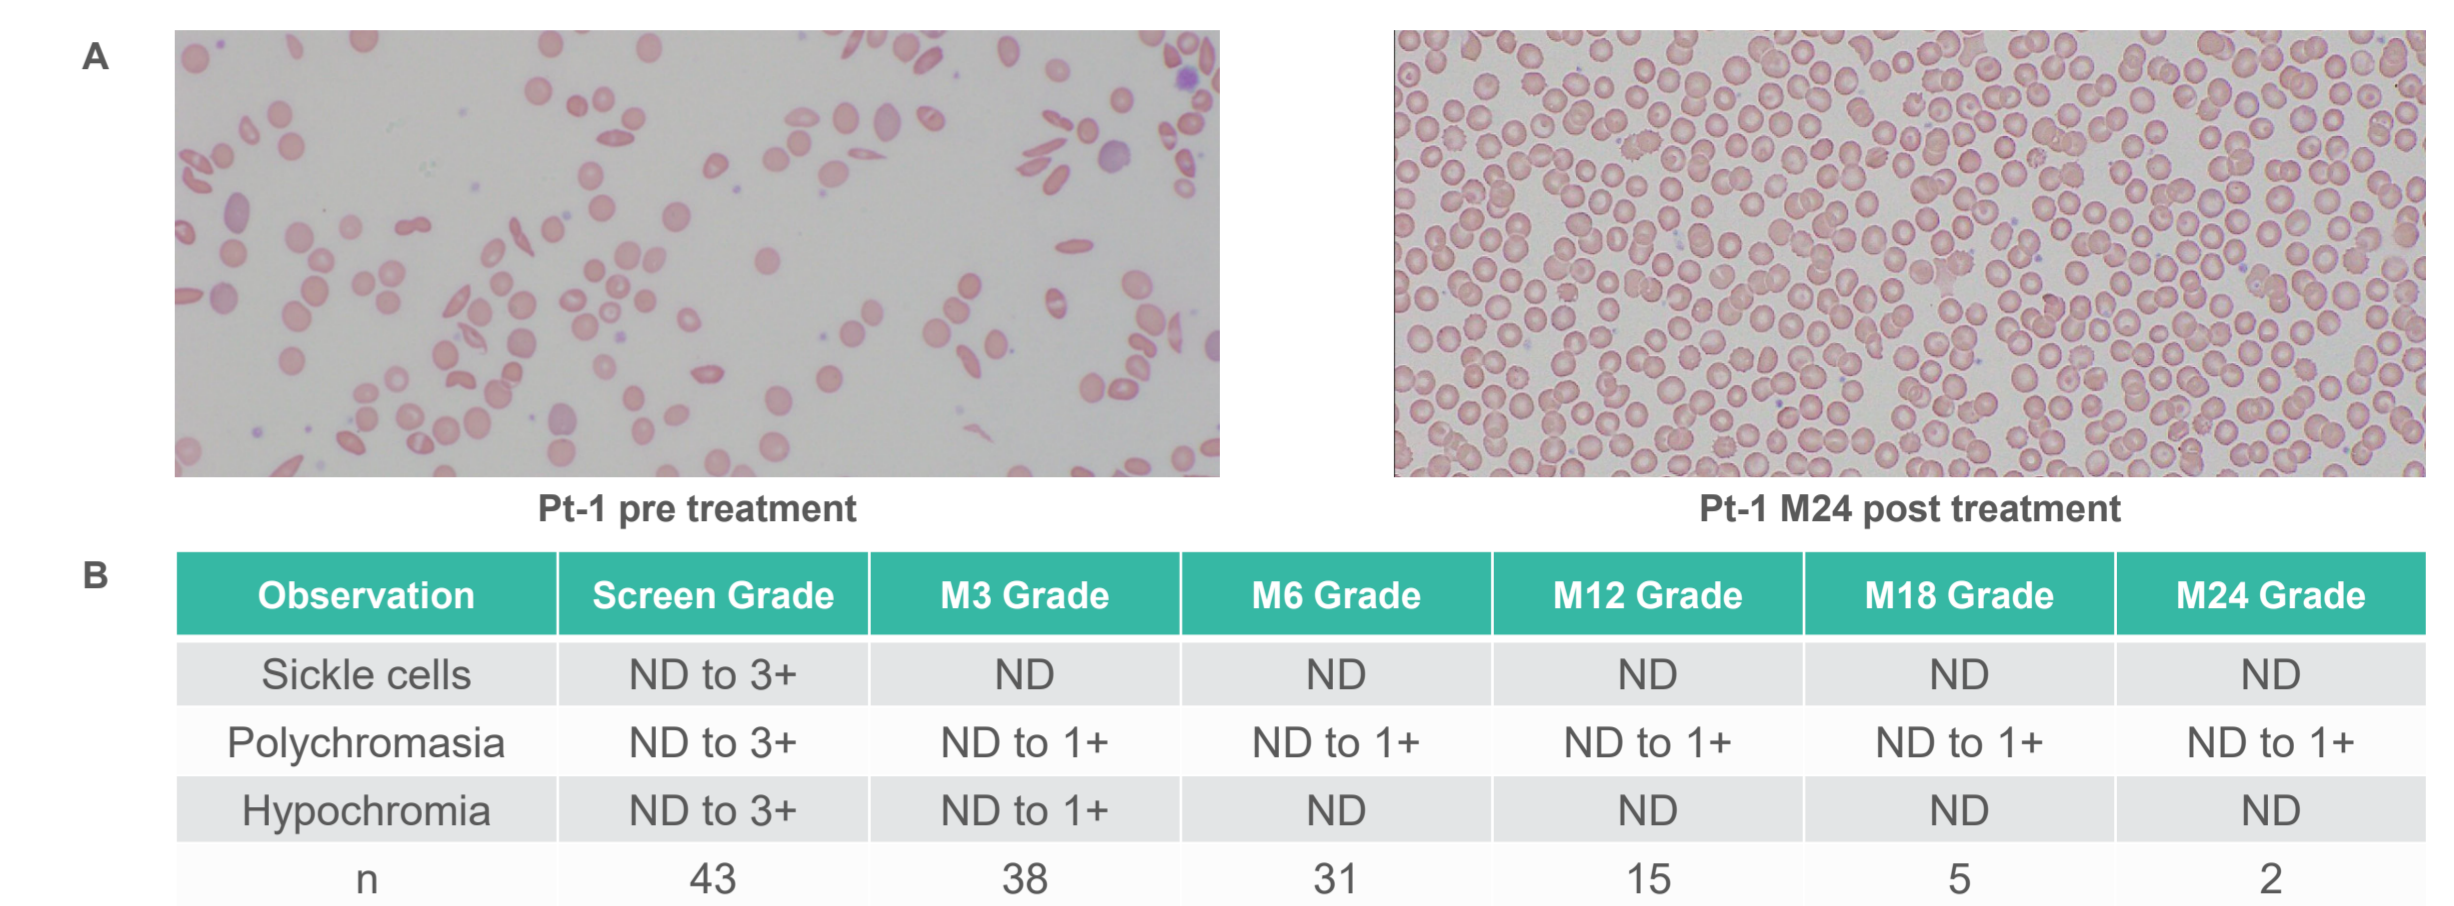 A
Pt-1 pre treatment Pt-1 M24 post treatment
B
Observation Screen Grade M3 Grade M6 Grade M12 Grade M18 Grade M24 Grade
Sickle cells ND to 3+ ND ND ND ND ND
Polychromasia ND to 3+ ND to 1+ ND to 1+ ND to 1+ ND to 1+ ND to 1+
Hypochromia ND to 3+ ND to 1+ ND ND ND ND
n 43 38 31 15 5 2